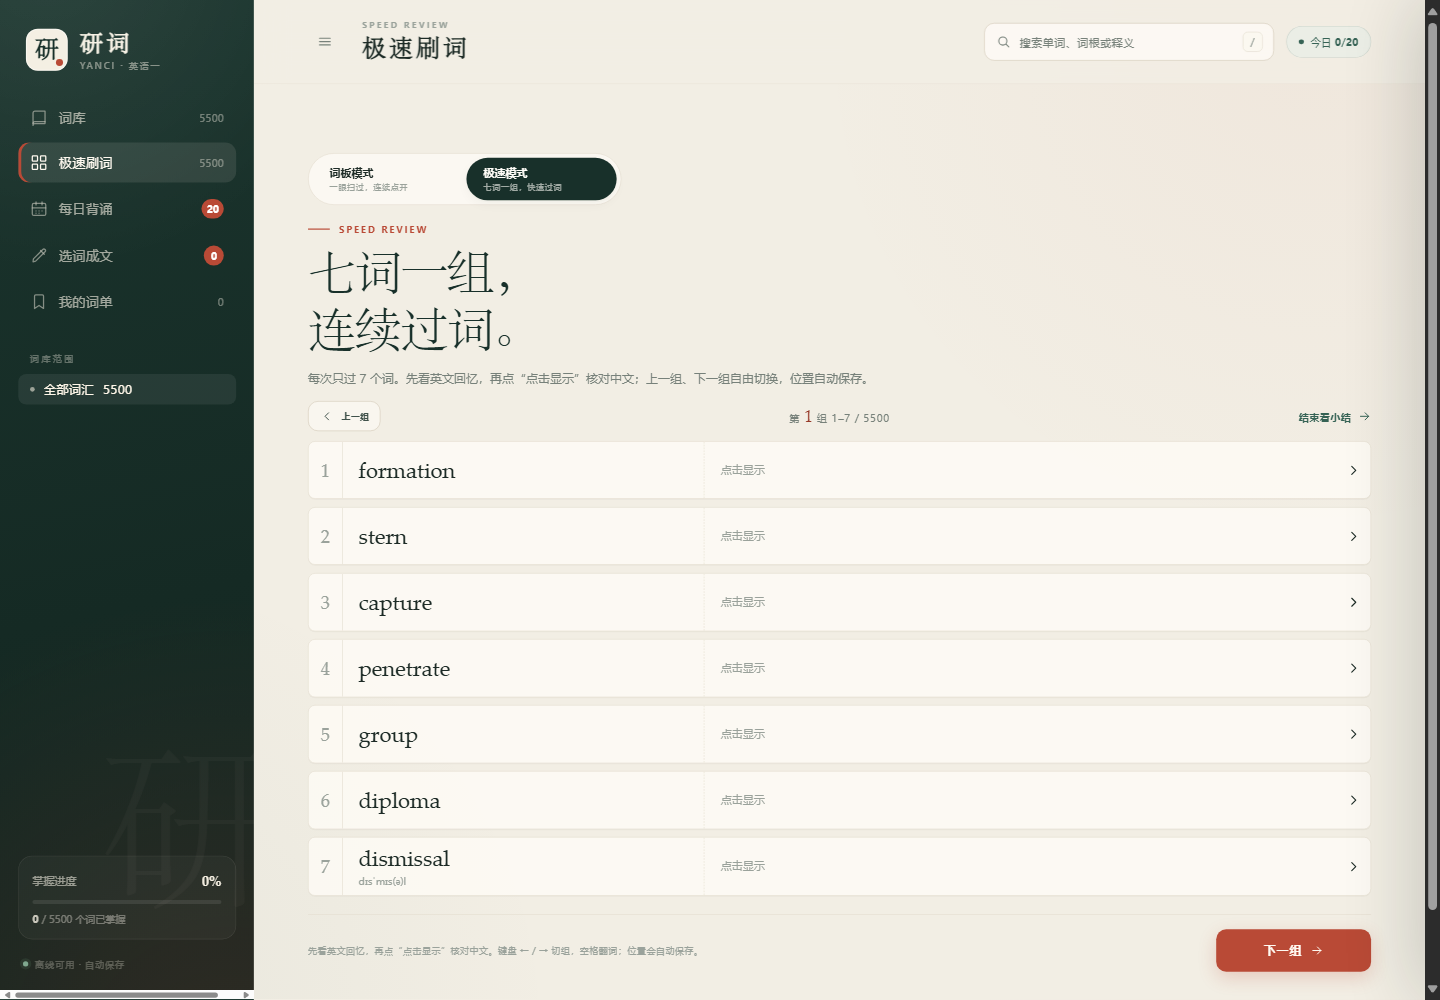 研
研词
YANCI · 英语一
词库 5500
极速刷词 5500
每日背诵 20
选词成文 0
我的词单 0
词库范围
全部词汇 5500
研
掌握进度 0%
0 / 5500 个词已掌握
离线可用 · 自动保存
SPEED REVIEW
极速刷词
搜索单词、词根或释义 /
今日 0/20
词板模式
一眼扫过，连续点开
极速模式
七词一组，快速过词
SPEED REVIEW
七词一组，
连续过词。
每次只过 7 个词。先看英文回忆，再点“点击显示”核对中文；上一组、下一组自由切换，位置自动保存。
上一组
第 1 组 1–7 / 5500
结束看小结 →
1 formation 点击显示
2 stern 点击显示
3 capture 点击显示
4 penetrate 点击显示
5 group 点击显示
6 diploma 点击显示
7 dismissal 点击显示
dɪsˈmɪs(ə)l
先看英文回忆，再点“点击显示”核对中文。键盘 ← / → 切组，空格翻词；位置会自动保存。
下一组 →